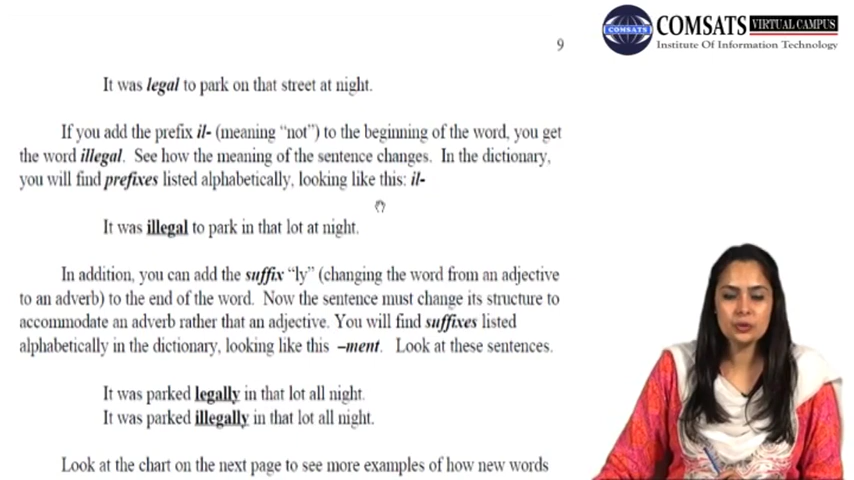 COMSATS VIRTUAL CAMPUS
COMSATS
Institute Of Information Technology
9
It was legal to park on that street at night.
If you add the prefix il- (meaning “not”) to the beginning of the word, you get
the word illegal. See how the meaning of the sentence changes. In the dictionary,
you will find prefixes listed alphabetically, looking like this: il-
It was illegal to park in that lot at night.
In addition, you can add the suffix “ly” (changing the word from an adjective
to an adverb) to the end of the word. Now the sentence must change its structure to
accommodate an adverb rather that an adjective. You will find suffixes listed
alphabetically in the dictionary, looking like this –ment. Look at these sentences.
It was parked legally in that lot all night.
It was parked illegally in that lot all night.
Look at the chart on the next page to see more examples of how new words